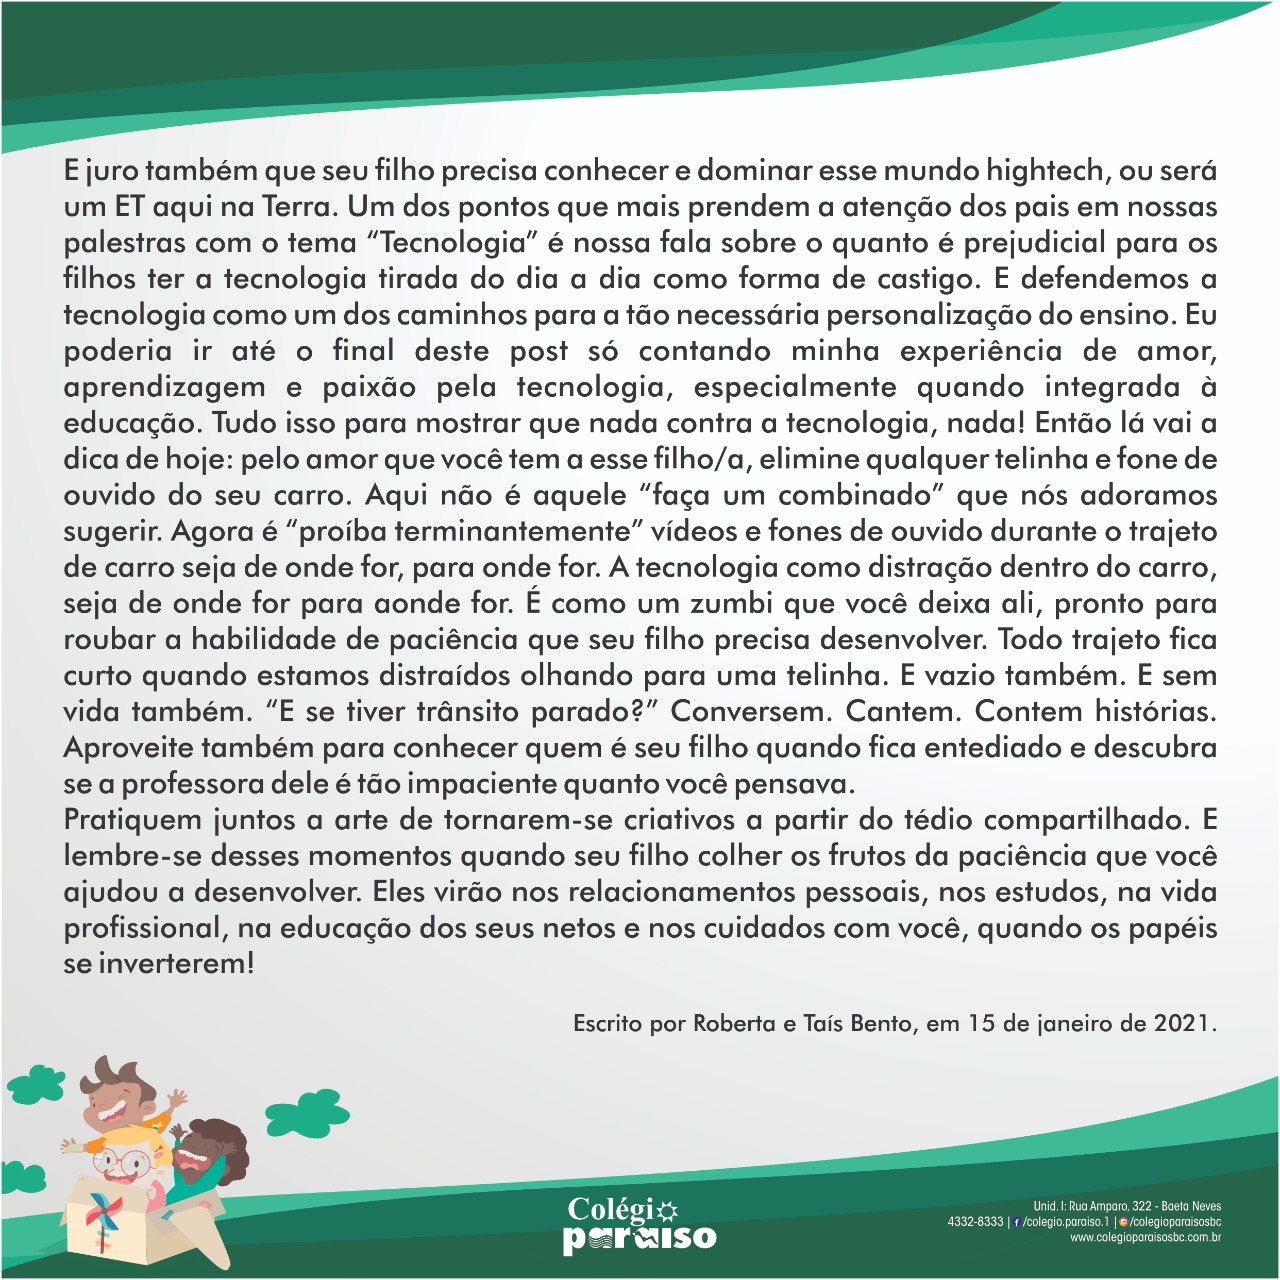 E juro também que seu filho precisa conhecer e dominar esse mundo hightech, ou será
um ET aqui na Terra. Um dos pontos que mais prendem a atenção dos pais em nossas
palestras com o tema “Tecnologia” é nossa fala sobre o quanto é prejudicial para os
filhos ter a tecnologia tirada do dia a dia como forma de castigo. E defendemos a
tecnologia como um dos caminhos para a tão necessária personalização do ensino. Eu
poderia ir até o final deste post só contando minha experiência de amor,
aprendizagem e paixão pela tecnologia, especialmente quando integrada à
educação. Tudo isso para mostrar que nada contra a tecnologia, nada! Então lá vai a
dica de hoje: pelo amor que você tem a esse filho/a, elimine qualquer telinha e fone de
ouvido do seu carro. Aqui não é aquele “faça um combinado” que nós adoramos
sugerir. Agora é “proíba terminantemente” vídeos e fones de ouvido durante o trajeto
de carro seja de onde for, para onde for. A tecnologia como distração dentro do carro,
seja de onde for para aonde for. É como um zumbi que você deixa ali, pronto para
roubar a habilidade de paciência que seu filho precisa desenvolver. Todo trajeto fica
curto quando estamos distraídos olhando para uma telinha. E vazio também. E sem
vida também. “E se tiver trânsito parado?” Conversem. Cantem. Contem histórias.
Aproveite também para conhecer quem é seu filho quando fica entediado e descubra
se a professora dele é tão impaciente quanto você pensava.
Pratiquem juntos a arte de tornarem-se criativos a partir do tédio compartilhado. E
lembre-se desses momentos quando seu filho colher os frutos da paciência que você
ajudou a desenvolver. Eles virão nos relacionamentos pessoais, nos estudos, na vida
profissional, na educação dos seus netos e nos cuidados com você, quando os papéis
se inverterem!
Escrito por Roberta e Taís Bento, em 15 de janeiro de 2021.
Colégio
paraiso
Unid. I: Rua Amparo, 322 - Baeta Neves
4332-8333 | f /colegio.paraiso.1 | /colegioparaisosbc
www.colegioparaisosbc.com.br